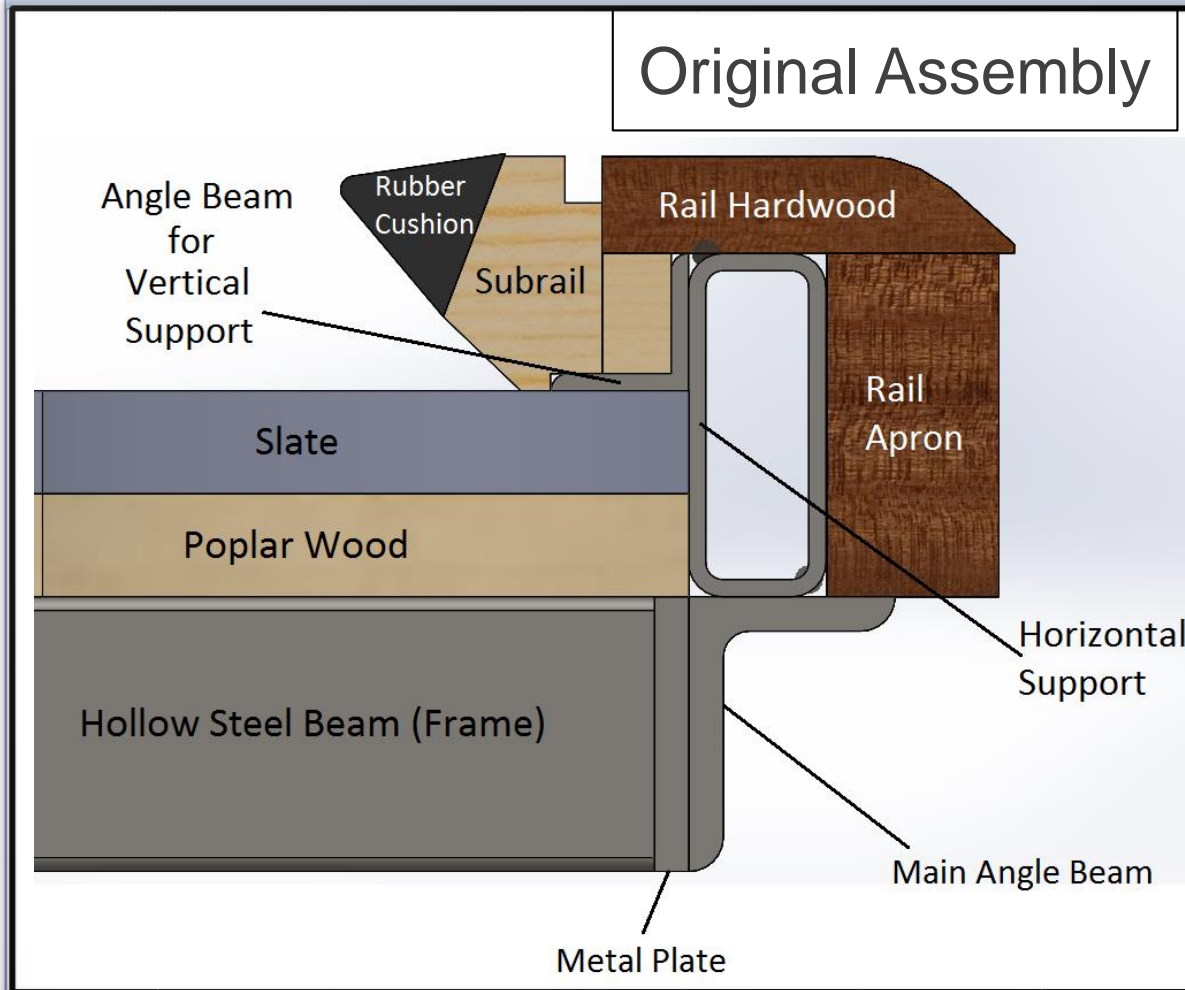 Original Assembly
Angle Beam
for
Vertical
Support
Rubber
Cushion
Subrail
Rail Hardwood
Rail
Apron
Slate
Poplar Wood
Horizontal
Support
Hollow Steel Beam (Frame)
Main Angle Beam
Metal Plate